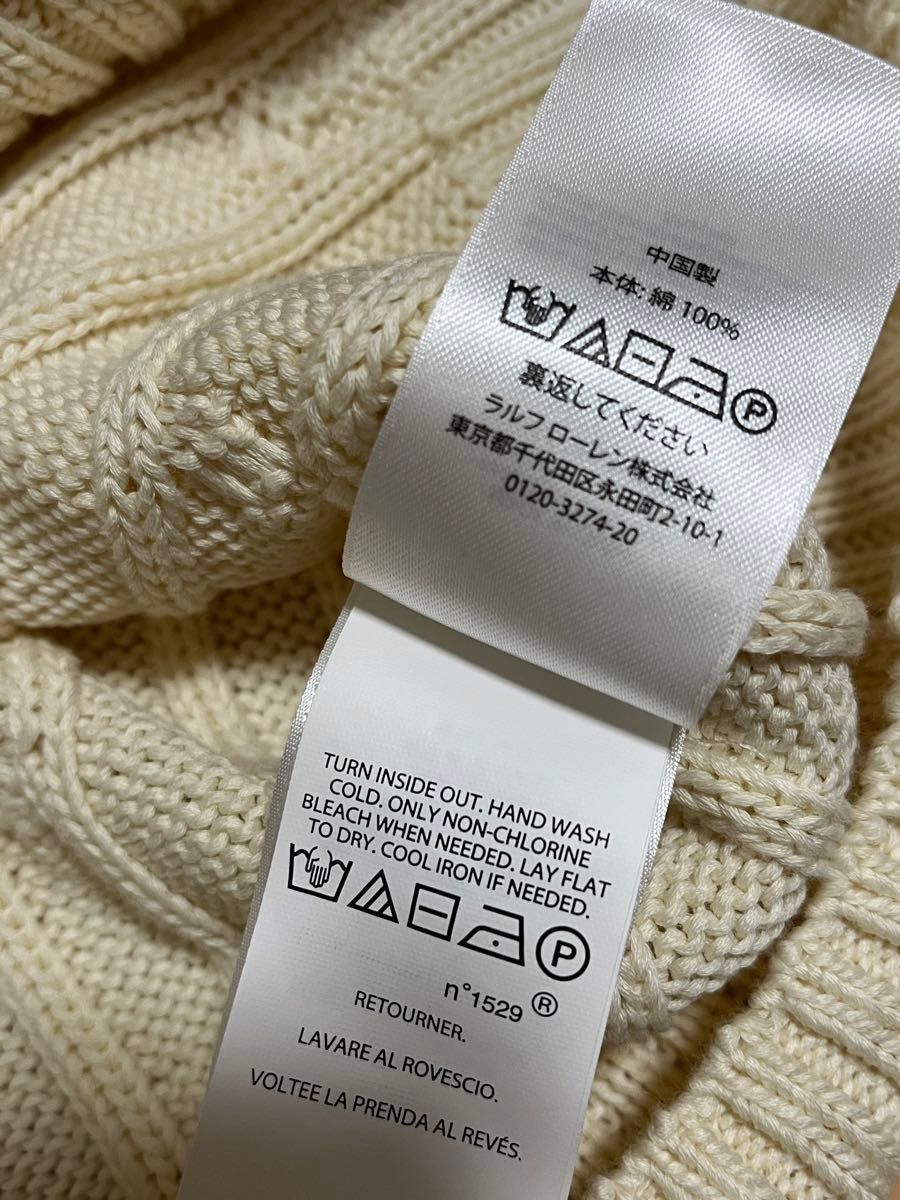 中国製
本体: 綿 100%
P
裏返してください
ラルフ ローレン株式会社
東京都千代田区永田町2-10-1
0120-3274-20
TURN INSIDE OUT. HAND WASH
COLD. ONLY NON-CHLORINE
BLEACH WHEN NEEDED. LAY FLAT
TO DRY. COOL IRON IF NEEDED.
P
n°1529 ®
RETOURNER.
LAVARE AL ROVESCIO.
VOLTEE LA PRENDA AL REVÉS.